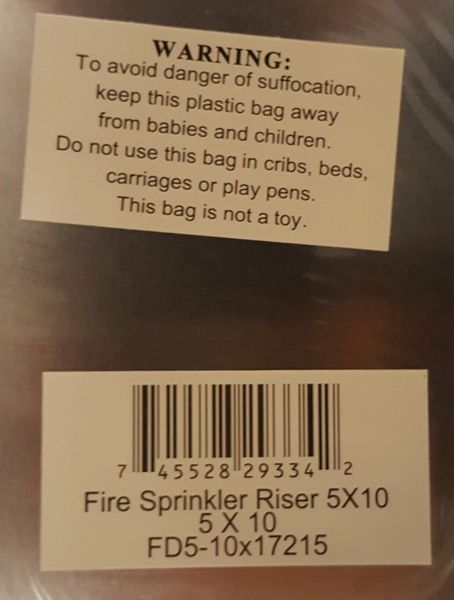 WARNING:
To avoid danger of suffocation,
keep this plastic bag away
from babies and children.
Do not use this bag in cribs, beds,
carriages or play pens.
This bag is not a toy.
7 45528 29334 2
Fire Sprinkler Riser 5X10
5 X 10
FD5-10x17215